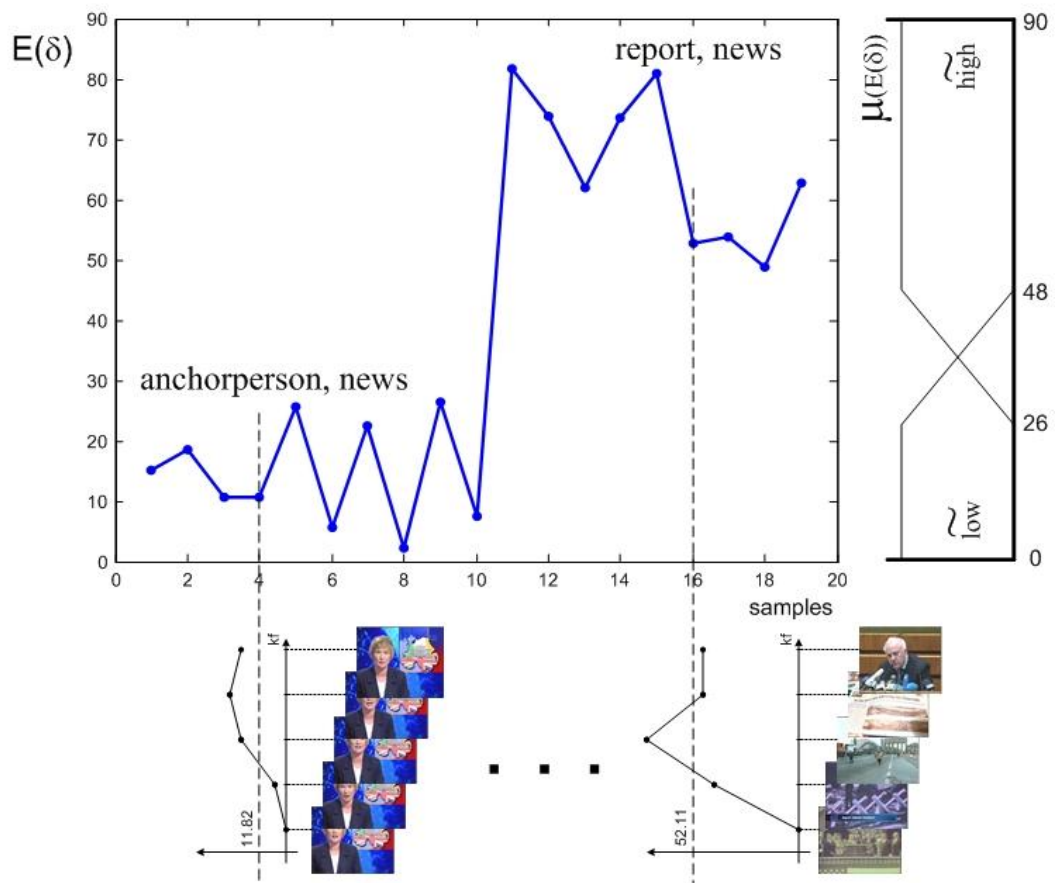 E(δ)
90
80
70
60
50
40
30
20
10
0
0 2 4 6 8 10 12 14 16 18 20
samples
report, news
anchorperson, news
μ(E(δ))
~
high
~
low
90
48
26
0
kf
11.82
kf
52.11